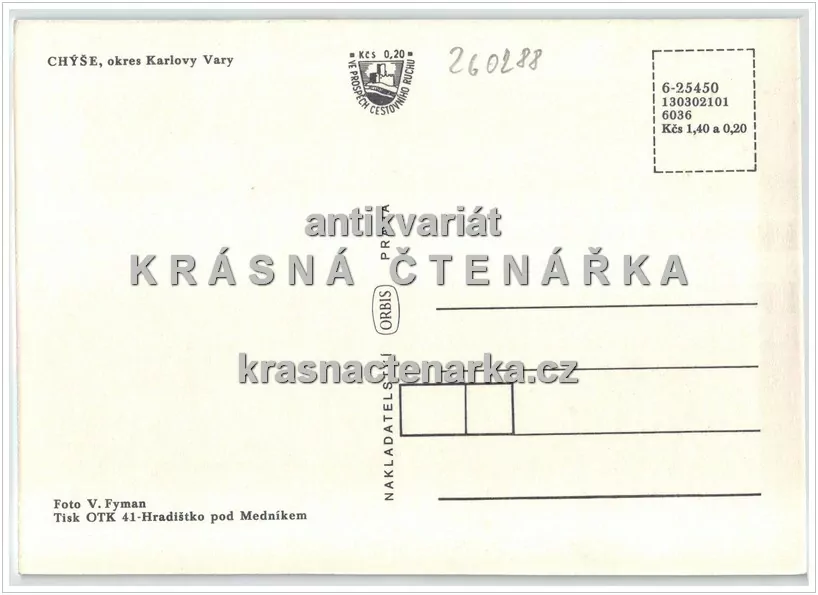 CHÝŠE, okres Karlovy Vary
Kčs 0,20
VE PROSPĚCH CESTOVNÍHO RUCHU
260288
6-25450
130302101
6036
Kčs 1,40 a 0,20
antikvariát
KRÁSNÁ ČTENÁŘKA
krasnactenarka.cz
NAKLADATELSTVÍ ORBIS PRAHA
Foto V. Fyman
Tisk OTK 41-Hradištko pod Medníkem